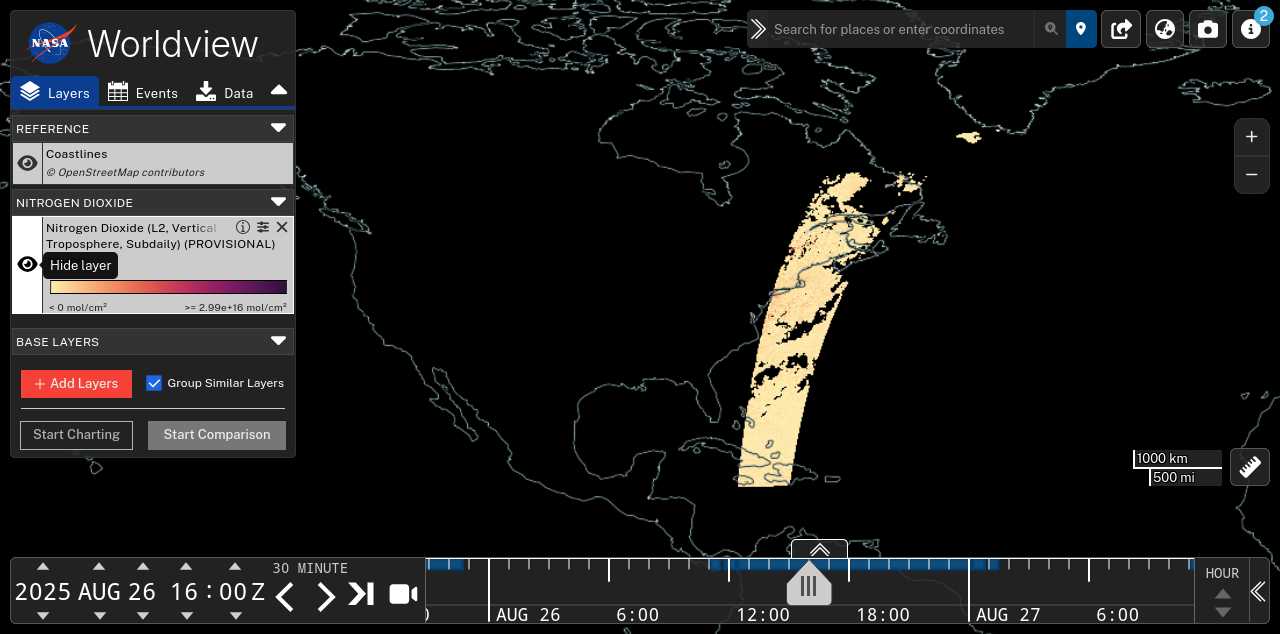 NASA
Worldview
Layers
Events
Data
REFERENCE
Coastlines
© OpenStreetMap contributors
NITROGEN DIOXIDE
Nitrogen Dioxide (L2, Vertical
Troposphere, Subdaily) (PROVISIONAL)
Hide layer
< 0 mol/cm²
>= 2.99e+16 mol/cm²
BASE LAYERS
+ Add Layers
Group Similar Layers
Start Charting
Start Comparison
Search for places or enter coordinates
2
+
−
1000 km
500 mi
2025 AUG 26 16 : 00 Z
30 MINUTE
AUG 26
6:00
12:00
18:00
AUG 27
6:00
HOUR